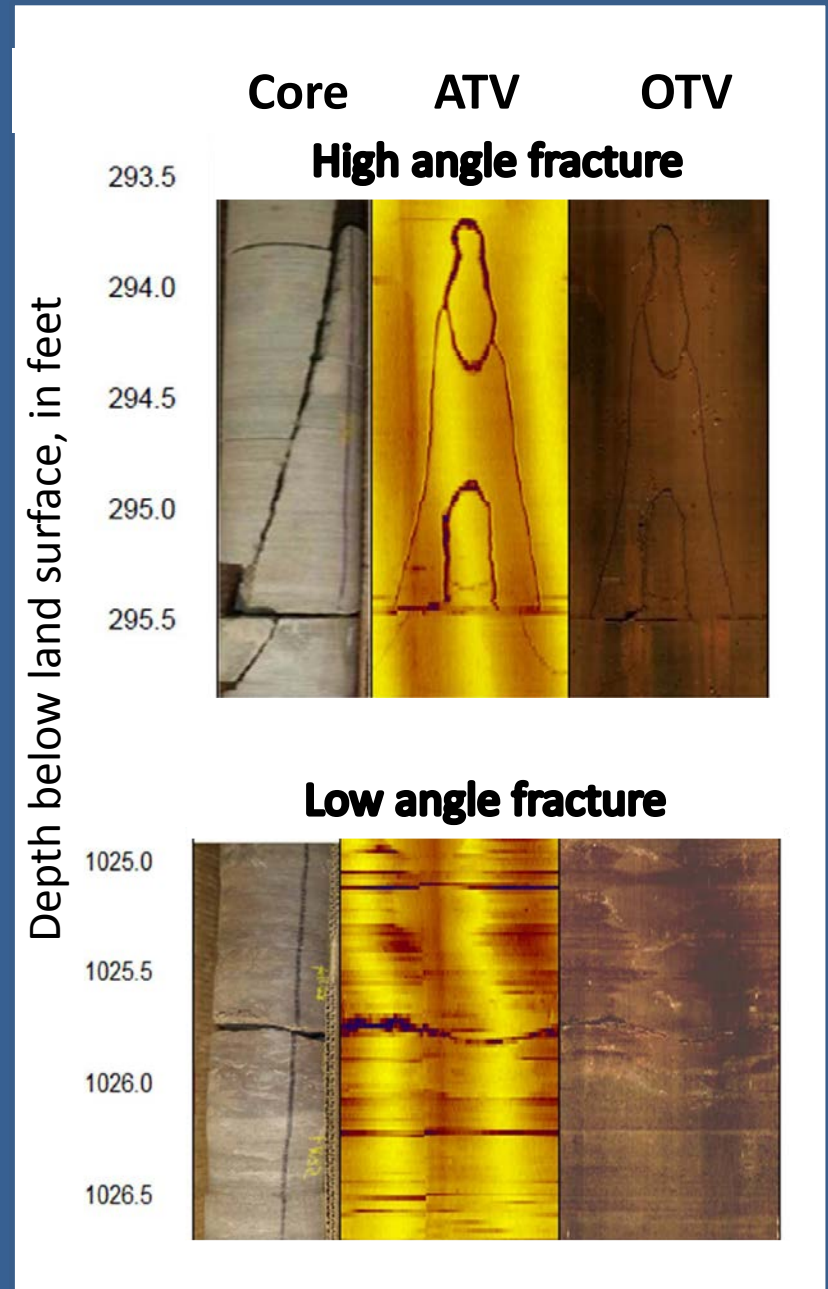 Core ATV OTV
High angle fracture
293.5
294.0
294.5
295.0
295.5
Depth below land surface, in feet
Low angle fracture
1025.0
1025.5
1026.0
1026.5